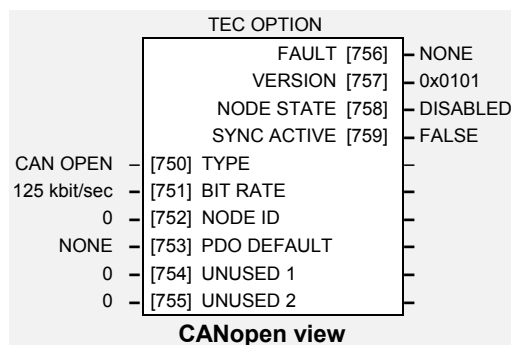 TEC OPTION
FAULT [756] NONE
VERSION [757] 0x0101
NODE STATE [758] DISABLED
SYNC ACTIVE [759] FALSE
CAN OPEN [750] TYPE
125 kbit/sec [751] BIT RATE
0 [752] NODE ID
NONE [753] PDO DEFAULT
0 [754] UNUSED 1
0 [755] UNUSED 2
CANopen view